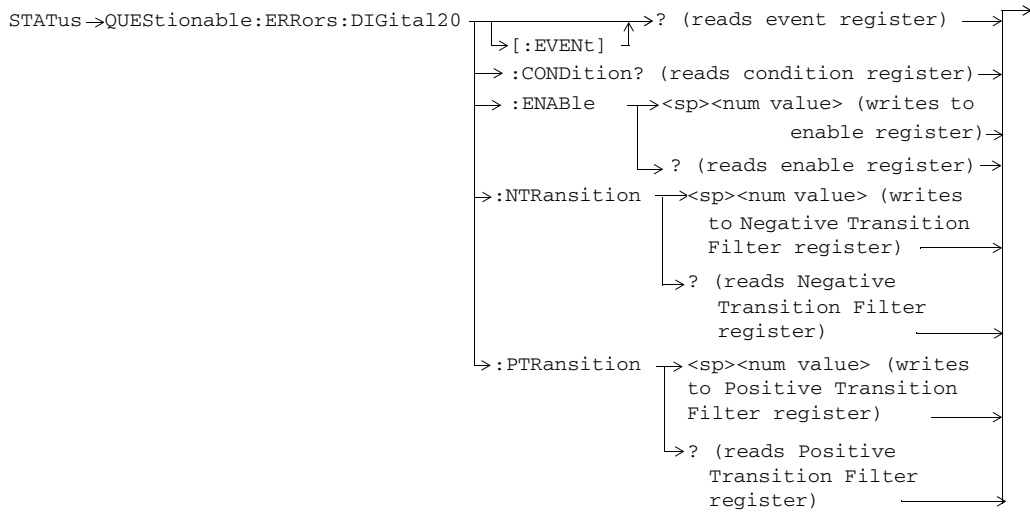 STATus QUEStionable:ERRors:DIGital20 ? (reads event register)
[:EVENt]
:CONDition? (reads condition register)
:ENABle <sp><num value> (writes to
enable register)
? (reads enable register)
:NTRansition <sp><num value> (writes
to Negative Transition
Filter register)
? (reads Negative
Transition Filter
register)
:PTRansition <sp><num value> (writes
to Positive Transition
Filter register)
? (reads Positive
Transition Filter
register)